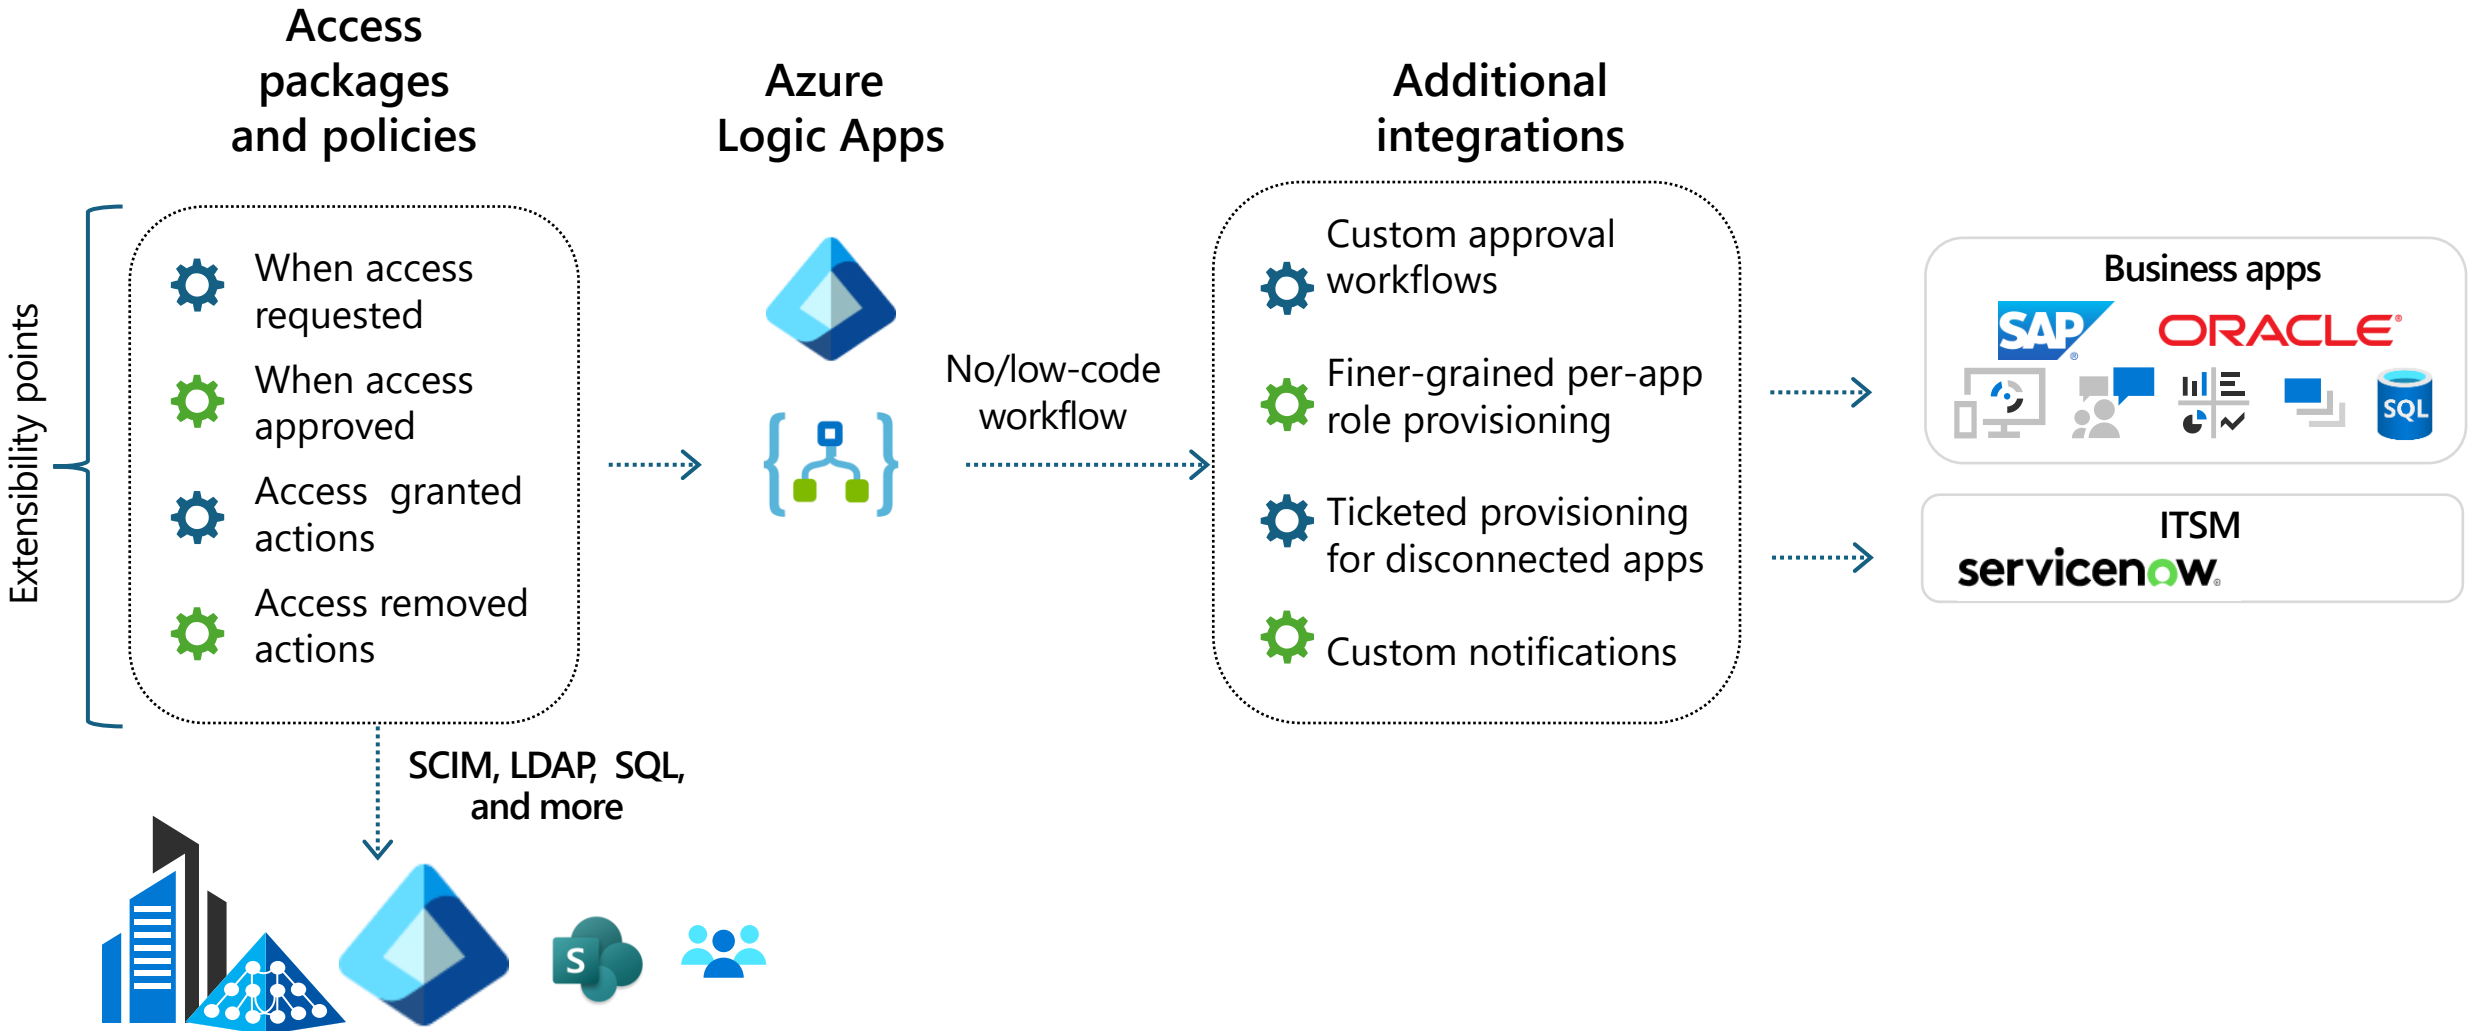 Access
packages
and policies
Azure
Logic Apps
Additional
integrations
Extensibility points
When access
requested
When access
approved
Access  granted
actions
Access removed
actions
No/low-code
workflow
Custom approval
workflows
Finer-grained per-app
role provisioning
Ticketed provisioning
for disconnected apps
Custom notifications
Business apps
SAP®
ORACLE®
SQL
ITSM
servicenow®
SCIM, LDAP,  SQL,
and more
S